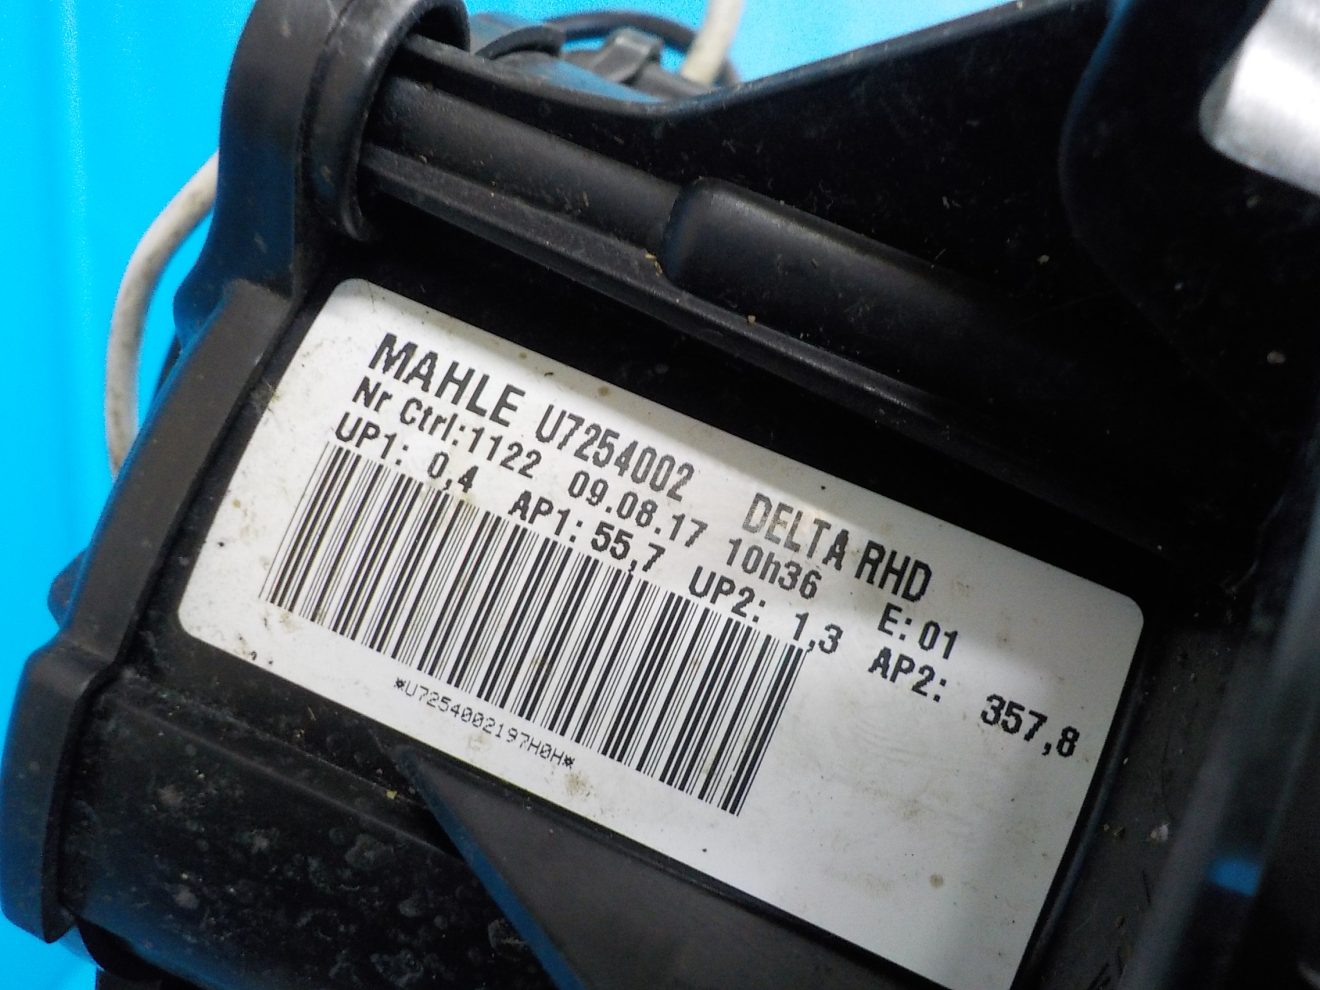 MAHLE U7254002 DELTA RHD
Nr Ctrl:1122 09.08.17 10h36 E: 01
UP1: 0,4 AP1: 55,7 UP2: 1,3 AP2: 357,8
*U7254002197H0H*